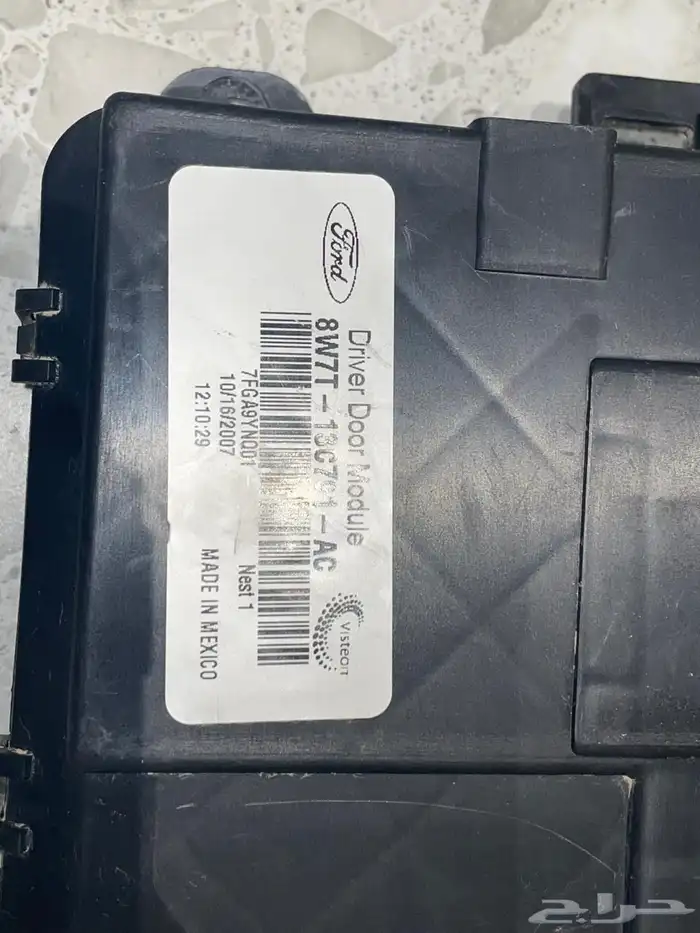 Ford
Driver Door Module
8W7T-13C791-AC
Visteon
7FGA9YNQD1
Nest 1
10/16/2007
12:10:29
MADE IN MEXICO
حراج